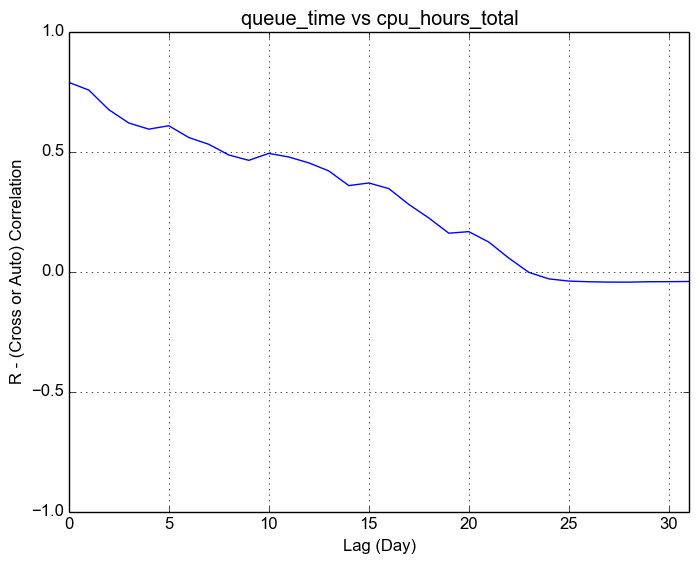 queue_time vs cpu_hours_total
R - (Cross or Auto) Correlation
1.0
0.5
0.0
−0.5
−1.0
0 5 10 15 20 25 30
Lag (Day)